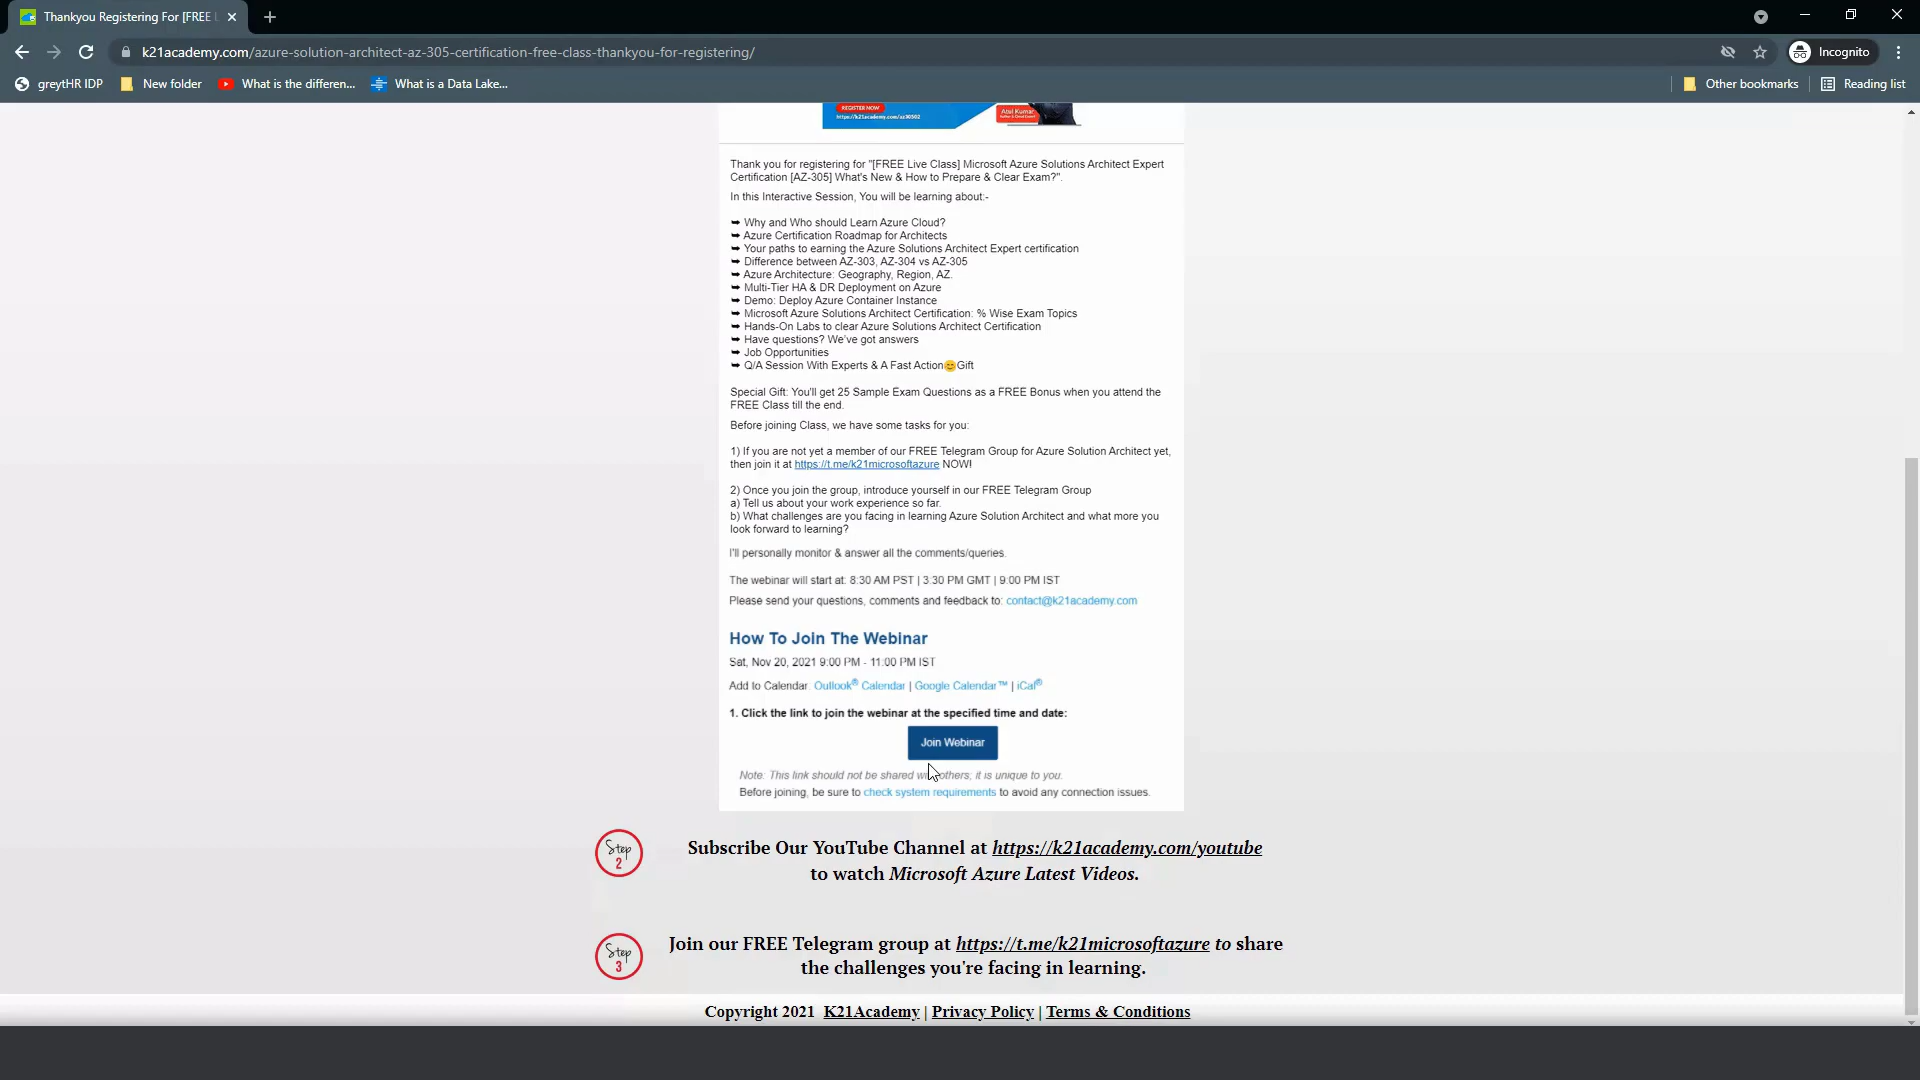 Thankyou Registering For [FREE L
k21academy.com/azure-solution-architect-az-305-certification-free-class-thankyou-for-registering/
Incognito
greytHR IDP
New folder
What is the differen...
What is a Data Lake...
Other bookmarks
Reading list
REGISTER NOW
https://k21academy.com/az30502
Atul Kumar
Thank you for registering for "[FREE Live Class] Microsoft Azure Solutions Architect Expert
Certification [AZ-305] What's New & How to Prepare & Clear Exam?".
In this Interactive Session, You will be learning about:-
➥ Why and Who should Learn Azure Cloud?
➥ Azure Certification Roadmap for Architects
➥ Your paths to earning the Azure Solutions Architect Expert certification
➥ Difference between AZ-303, AZ-304 vs AZ-305
➥ Azure Architecture: Geography, Region, AZ.
➥ Multi-Tier HA & DR Deployment on Azure
➥ Demo: Deploy Azure Container Instance
➥ Microsoft Azure Solutions Architect Certification: % Wise Exam Topics
➥ Hands-On Labs to clear Azure Solutions Architect Certification
➥ Have questions? We've got answers
➥ Job Opportunities
➥ Q/A Session With Experts & A Fast Action😊Gift
Special Gift: You'll get 25 Sample Exam Questions as a FREE Bonus when you attend the
FREE Class till the end.
Before joining Class, we have some tasks for you:
1) If you are not yet a member of our FREE Telegram Group for Azure Solution Architect yet,
then join it at https://t.me/k21microsoftazure NOW!
2) Once you join the group, introduce yourself in our FREE Telegram Group
a) Tell us about your work experience so far.
b) What challenges are you facing in learning Azure Solution Architect and what more you
look forward to learning?
I'll personally monitor & answer all the comments/queries.
The webinar will start at: 8:30 AM PST | 3:30 PM GMT | 9:00 PM IST
Please send your questions, comments and feedback to: contact@k21academy.com
How To Join The Webinar
Sat, Nov 20, 2021 9:00 PM - 11:00 PM IST
Add to Calendar: Outlook® Calendar | Google Calendar™ | iCal®
1. Click the link to join the webinar at the specified time and date:
Join Webinar
Note: This link should not be shared others; it is unique to you.
Before joining, be sure to check system requirements to avoid any connection issues.
Step 2
Subscribe Our YouTube Channel at https://k21academy.com/youtube
to watch Microsoft Azure Latest Videos.
Step 3
Join our FREE Telegram group at https://t.me/k21microsoftazure to share
the challenges you're facing in learning.
Copyright 2021 K21Academy | Privacy Policy | Terms & Conditions